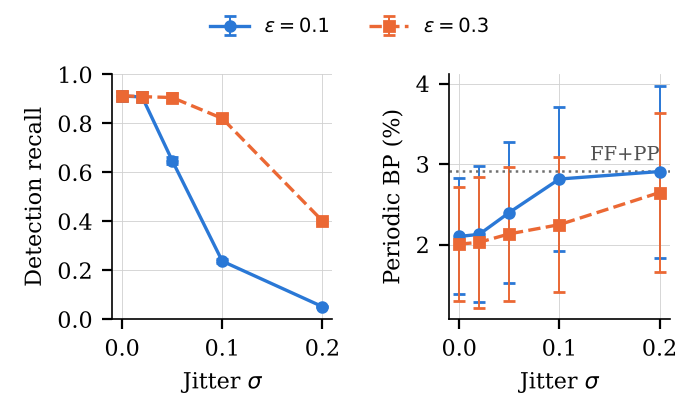 ε = 0.1 ε = 0.3
Detection recall
1.0
0.8
0.6
0.4
0.2
0.0
0.0 0.1 0.2
Jitter σ
Periodic BP (%)
4
3
2
FF+PP
0.0 0.1 0.2
Jitter σ